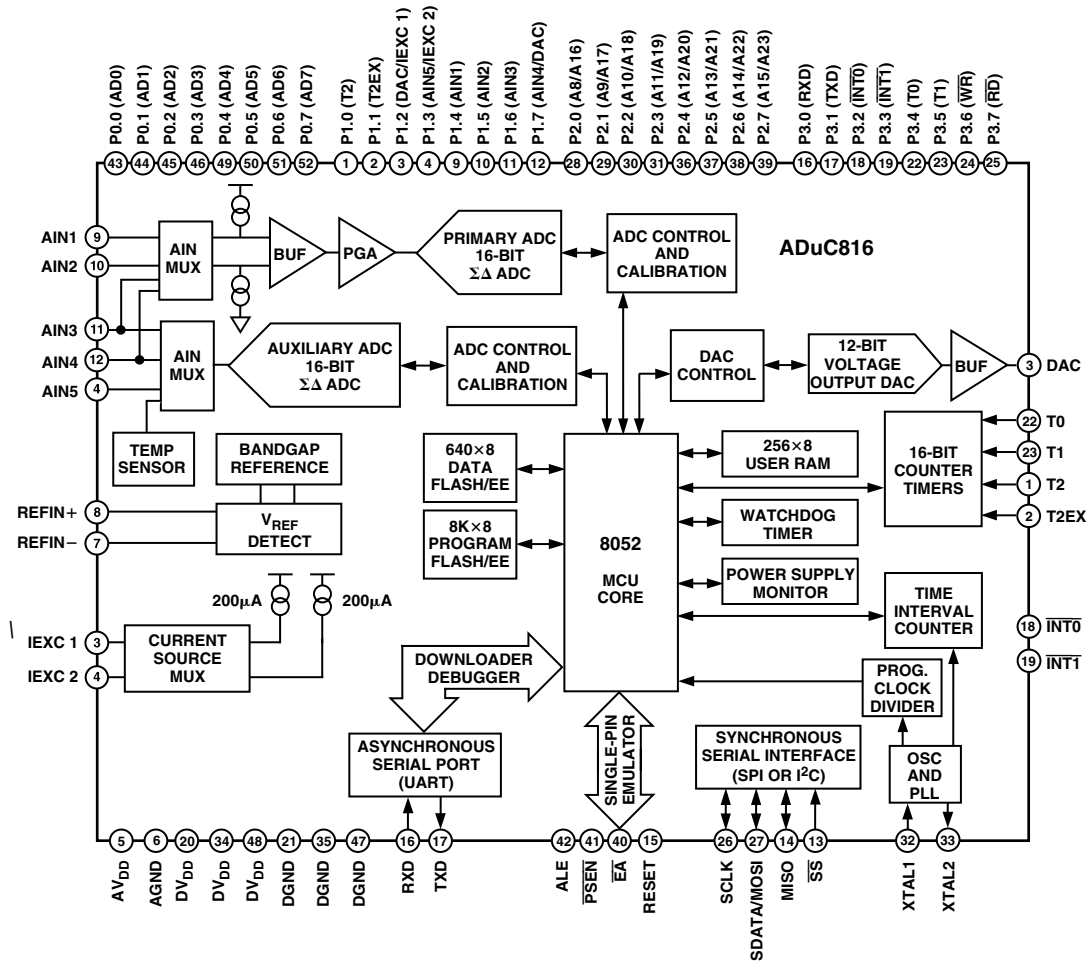 P0.0 (AD0)
P0.1 (AD1)
P0.2 (AD2)
P0.3 (AD3)
P0.4 (AD4)
P0.5 (AD5)
P0.6 (AD6)
P0.7 (AD7)
P1.0 (T2)
P1.1 (T2EX)
P1.2 (DAC/IEXC 1)
P1.3 (AIN5/IEXC 2)
P1.4 (AIN1)
P1.5 (AIN2)
P1.6 (AIN3)
P1.7 (AIN4/DAC)
P2.0 (A8/A16)
P2.1 (A9/A17)
P2.2 (A10/A18)
P2.3 (A11/A19)
P2.4 (A12/A20)
P2.5 (A13/A21)
P2.6 (A14/A22)
P2.7 (A15/A23)
P3.0 (RXD)
P3.1 (TXD)
P3.2 (INT0)
P3.3 (INT1)
P3.4 (T0)
P3.5 (T1)
P3.6 (WR)
P3.7 (RD)
43 44 45 46 49 50 51 52 1 2 3 4 9 10 11 12 28 29 30 31 36 37 38 39 16 17 18 19 22 23 24 25
ADuC816
AIN1 9
AIN2 10
AIN
MUX
BUF
PGA
PRIMARY ADC
16-BIT
ΣΔ ADC
ADC CONTROL
AND
CALIBRATION
AIN3 11
AIN4 12
AIN5 4
AIN
MUX
AUXILIARY ADC
16-BIT
ΣΔ ADC
ADC CONTROL
AND
CALIBRATION
DAC
CONTROL
12-BIT
VOLTAGE
OUTPUT DAC
BUF
3 DAC
TEMP
SENSOR
BANDGAP
REFERENCE
640×8
DATA
FLASH/EE
256×8
USER RAM
16-BIT
COUNTER
TIMERS
22 T0
23 T1
1 T2
2 T2EX
REFIN+ 8
REFIN− 7
VREF
DETECT
8K×8
PROGRAM
FLASH/EE
8052
MCU
CORE
WATCHDOG
TIMER
POWER SUPPLY
MONITOR
TIME
INTERVAL
COUNTER
200μA
200μA
\
IEXC 1 3
IEXC 2 4
CURRENT
SOURCE
MUX
DOWNLOADER
DEBUGGER
18 INT0
19 INT1
PROG.
CLOCK
DIVIDER
ASYNCHRONOUS
SERIAL PORT
(UART)
SINGLE-PIN
EMULATOR
SYNCHRONOUS
SERIAL INTERFACE
(SPI OR I²C)
OSC
AND
PLL
5 6 20 34 48 21 35 47 16 17 42 41 40 15 26 27 14 13 32 33
AVDD
AGND
DVDD
DVDD
DVDD
DGND
DGND
DGND
RXD
TXD
ALE
PSEN
EA
RESET
SCLK
SDATA/MOSI
MISO
SS
XTAL1
XTAL2